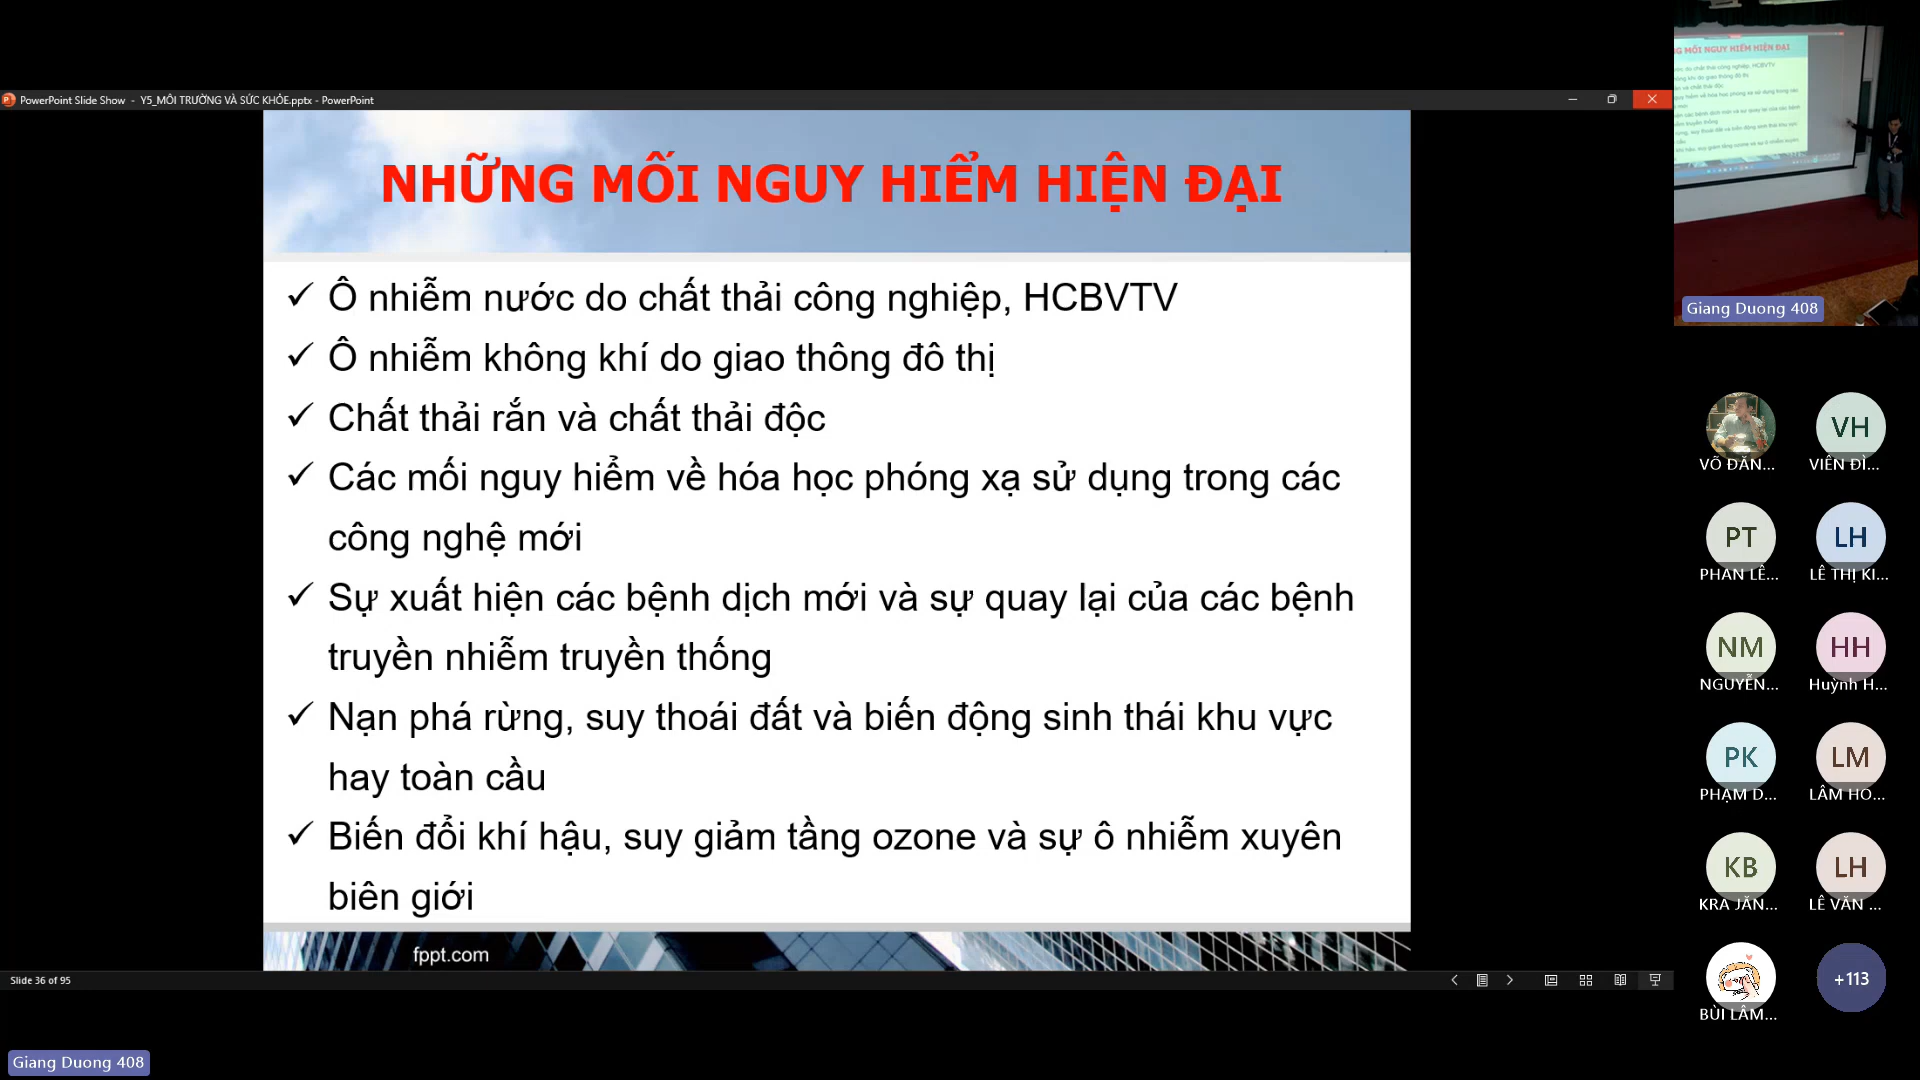 PowerPoint Slide Show - Y5_MÔI TRƯỜNG VÀ SỨC KHỎE.pptx - PowerPoint
NHỮNG MỐI NGUY HIỂM HIỆN ĐẠI
✓ Ô nhiễm nước do chất thải công nghiệp, HCBVTV
✓ Ô nhiễm không khí do giao thông đô thị
✓ Chất thải rắn và chất thải độc
✓ Các mối nguy hiểm về hóa học phóng xạ sử dụng trong các
công nghệ mới
✓ Sự xuất hiện các bệnh dịch mới và sự quay lại của các bệnh
truyền nhiễm truyền thống
✓ Nạn phá rừng, suy thoái đất và biến động sinh thái khu vực
hay toàn cầu
✓ Biến đổi khí hậu, suy giảm tầng ozone và sự ô nhiễm xuyên
biên giới
fppt.com
Slide 36 of 95
Giang Duong 408
Giang Duong 408
VÕ ĐĂN...
VH
VIÊN ĐÌ...
PT
PHAN LÊ...
LH
LÊ THỊ KI...
NM
NGUYỄN...
HH
Huỳnh H...
PK
PHẠM D...
LM
LÂM HO...
KB
KRA JĂN...
LH
LÊ VĂN ...
BÙI LÂM...
+113